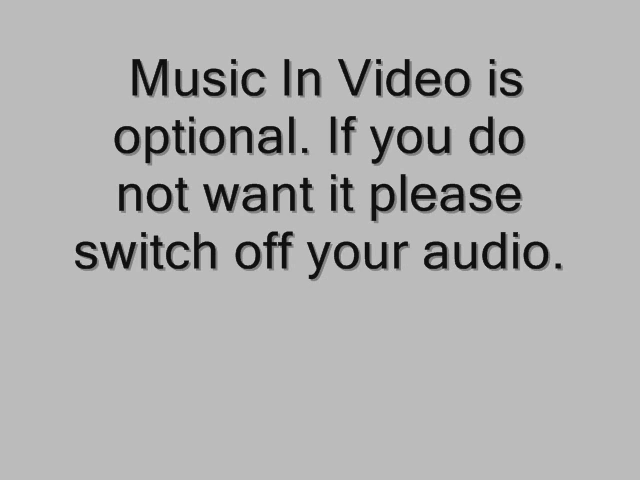 Music In Video is
optional. If you do
not want it please
switch off your audio.